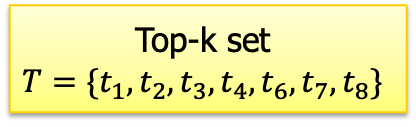 Top-k set
T = {t₁, t₂, t₃, t₄, t₆, t₇, t₈}